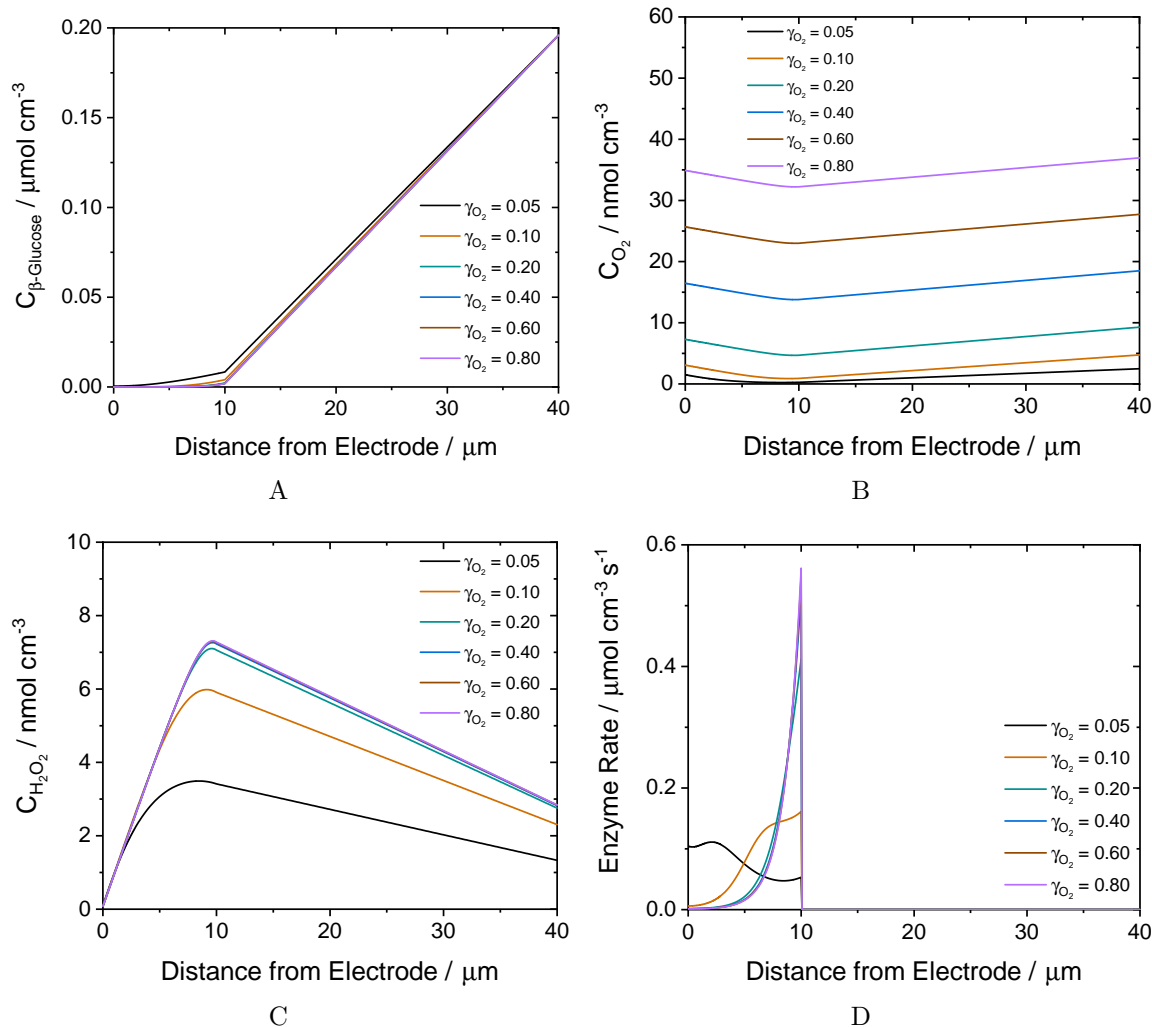 C_β-Glucose / μmol cm⁻³
0.20
0.15
0.10
0.05
0.00
0 10 20 30 40
Distance from Electrode / μm
γ_O₂ = 0.05
γ_O₂ = 0.10
γ_O₂ = 0.20
γ_O₂ = 0.40
γ_O₂ = 0.60
γ_O₂ = 0.80
A
C_O₂ / nmol cm⁻³
60
50
40
30
20
10
0
0 10 20 30 40
Distance from Electrode / μm
γ_O₂ = 0.05
γ_O₂ = 0.10
γ_O₂ = 0.20
γ_O₂ = 0.40
γ_O₂ = 0.60
γ_O₂ = 0.80
B
C_H₂O₂ / nmol cm⁻³
10
8
6
4
2
0
0 10 20 30 40
Distance from Electrode / μm
γ_O₂ = 0.05
γ_O₂ = 0.10
γ_O₂ = 0.20
γ_O₂ = 0.40
γ_O₂ = 0.60
γ_O₂ = 0.80
C
Enzyme Rate / μmol cm⁻³ s⁻¹
0.6
0.4
0.2
0.0
0 10 20 30 40
Distance from Electrode / μm
γ_O₂ = 0.05
γ_O₂ = 0.10
γ_O₂ = 0.20
γ_O₂ = 0.40
γ_O₂ = 0.60
γ_O₂ = 0.80
D